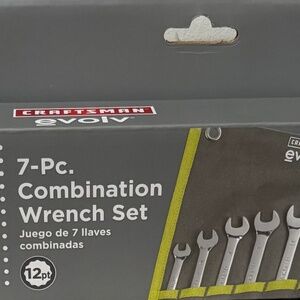 CRAFTSMAN
evolv
7-Pc.
Combination
Wrench Set
Juego de 7 llaves
combinadas
12pt